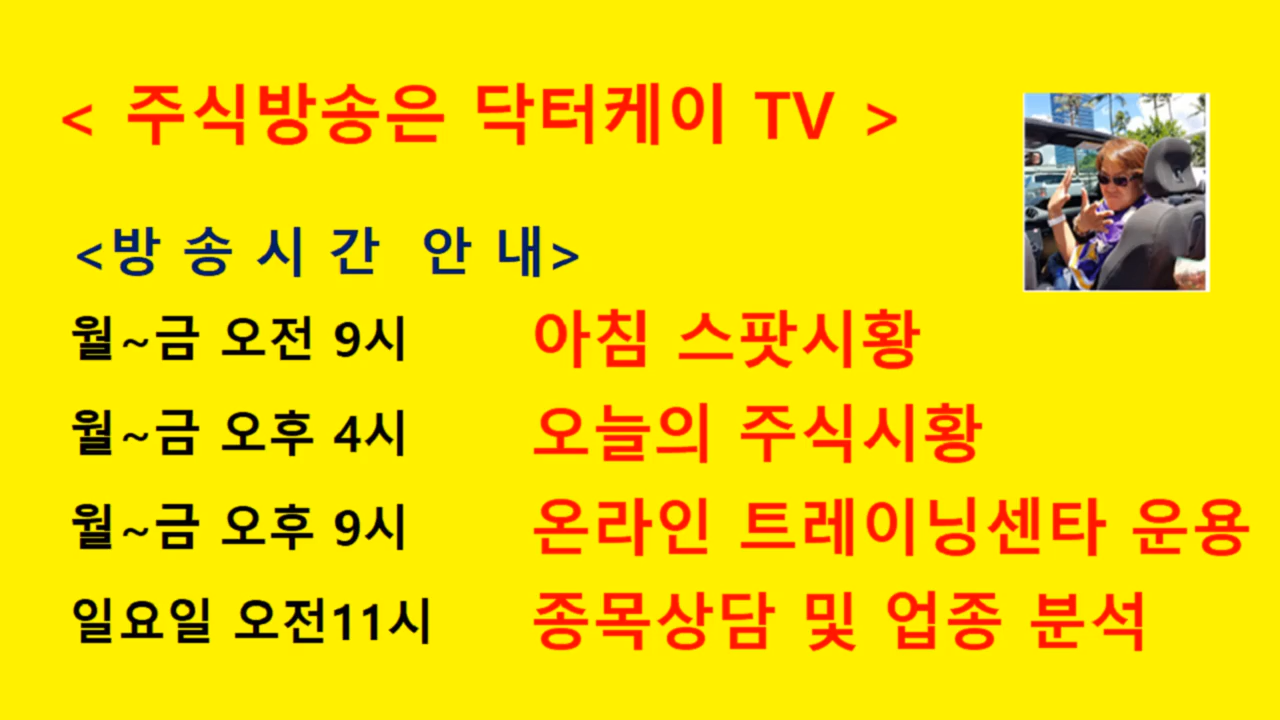 < 주식방송은 닥터케이 TV >
<방 송 시 간 안 내>
월~금 오전 9시 아침 스팟시황
월~금 오후 4시 오늘의 주식시황
월~금 오후 9시 온라인 트레이닝센타 운용
일요일 오전11시 종목상담 및 업종 분석